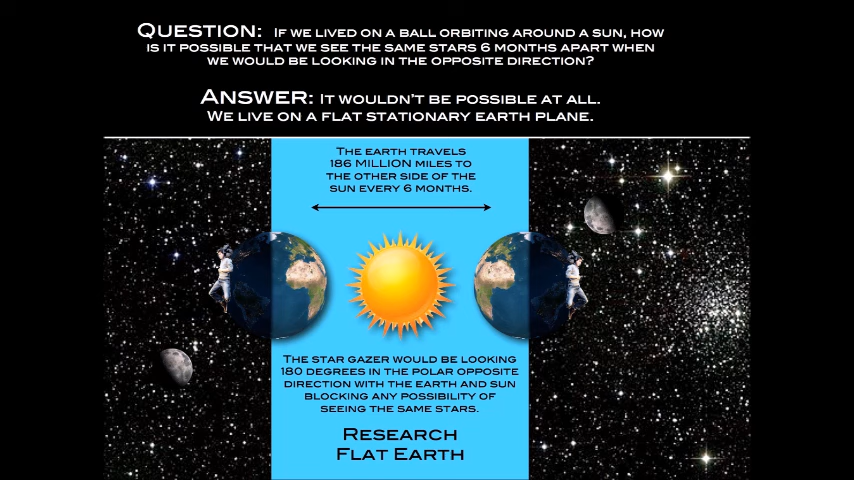 QUESTION: IF WE LIVED ON A BALL ORBITING AROUND A SUN, HOW
IS IT POSSIBLE THAT WE SEE THE SAME STARS 6 MONTHS APART WHEN
WE WOULD BE LOOKING IN THE OPPOSITE DIRECTION?
ANSWER: IT WOULDN'T BE POSSIBLE AT ALL.
WE LIVE ON A FLAT STATIONARY EARTH PLANE.
THE EARTH TRAVELS
186 MILLION MILES TO
THE OTHER SIDE OF THE
SUN EVERY 6 MONTHS.
THE STAR GAZER WOULD BE LOOKING
180 DEGREES IN THE POLAR OPPOSITE
DIRECTION WITH THE EARTH AND SUN
BLOCKING ANY POSSIBILITY OF
SEEING THE SAME STARS.
RESEARCH
FLAT EARTH